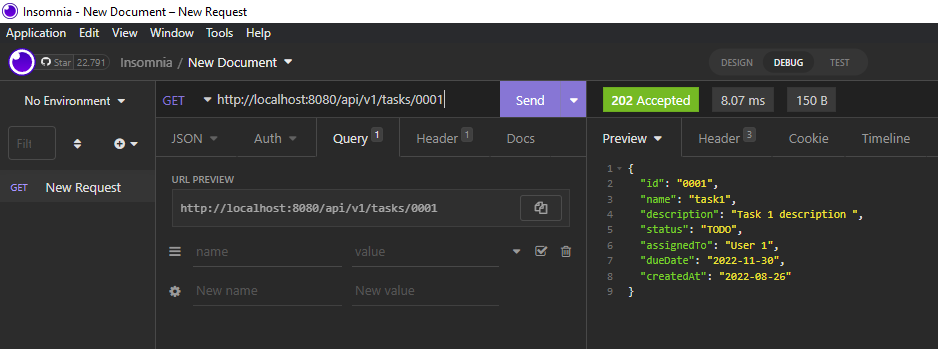 Insomnia - New Document – New Request
Application Edit View Window Tools Help
Star 22.791 Insomnia / New Document DESIGN DEBUG TEST
No Environment GET http://localhost:8080/api/v1/tasks/0001 Send 202 Accepted 8.07 ms 150 B
Filt JSON Auth Query 1 Header 1 Docs Preview Header 3 Cookie Timeline
GET New Request
URL PREVIEW
http://localhost:8080/api/v1/tasks/0001
name value
New name New value
1 {
2 "id": "0001",
3 "name": "task1",
4 "description": "Task 1 description ",
5 "status": "TODO",
6 "assignedTo": "User 1",
7 "dueDate": "2022-11-30",
8 "createdAt": "2022-08-26"
9 }